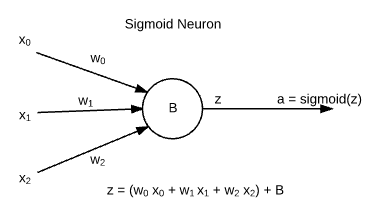 Sigmoid Neuron
x₀
w₀
w₁
x₁
w₂
x₂
B
z
a = sigmoid(z)
z = (w₀ x₀ + w₁ x₁ + w₂ x₂) + B